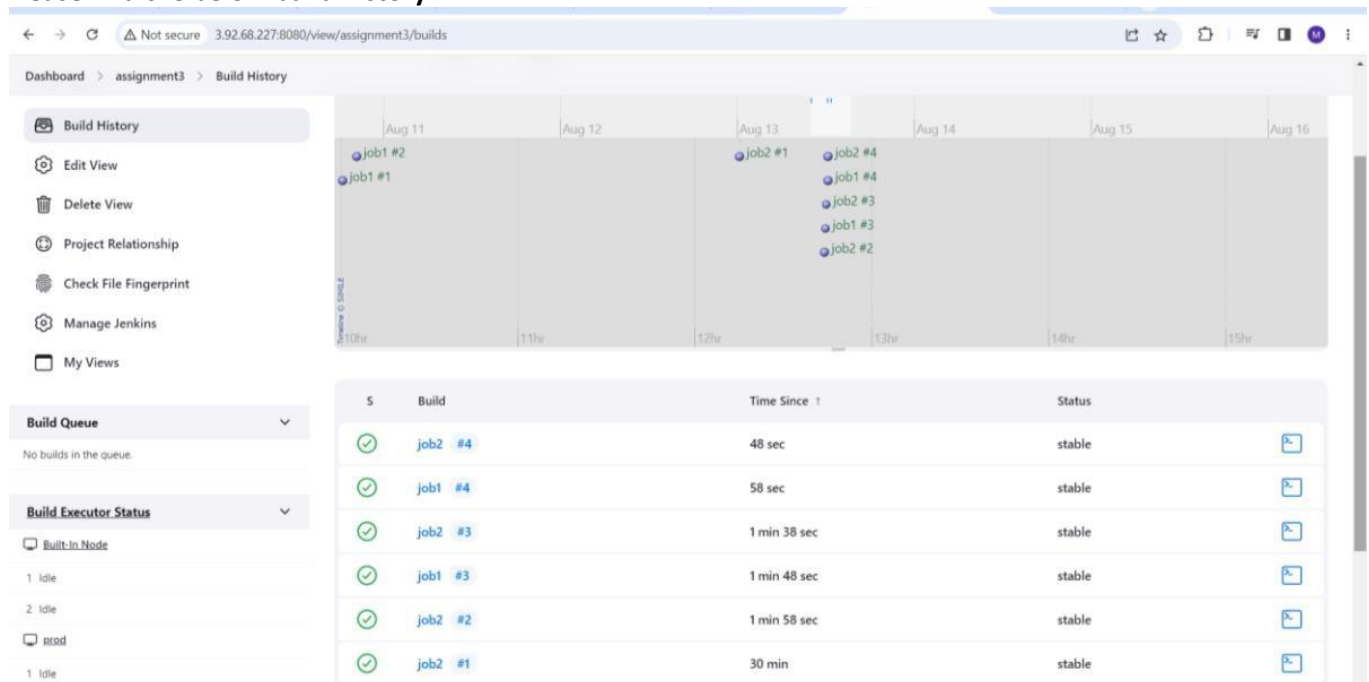 Not secure 3.92.68.227:8080/view/assignment3/builds
M
Dashboard > assignment3 > Build History
Build History
Edit View
Delete View
Project Relationship
Check File Fingerprint
Manage Jenkins
My Views
Build Queue
No builds in the queue.
Build Executor Status
Built-In Node
1 Idle
2 Idle
prod
1 Idle
Aug 11 Aug 12 Aug 13 Aug 14 Aug 15 Aug 16
job1 #2 job2 #1 job2 #4
job1 #1 job1 #4
job2 #3
job1 #3
job2 #2
Timeline © SIMILE
10hr 11hr 12hr 13hr 14hr 15hr
S Build Time Since ↑ Status
job2 #4 48 sec stable
job1 #4 58 sec stable
job2 #3 1 min 38 sec stable
job1 #3 1 min 48 sec stable
job2 #2 1 min 58 sec stable
job2 #1 30 min stable